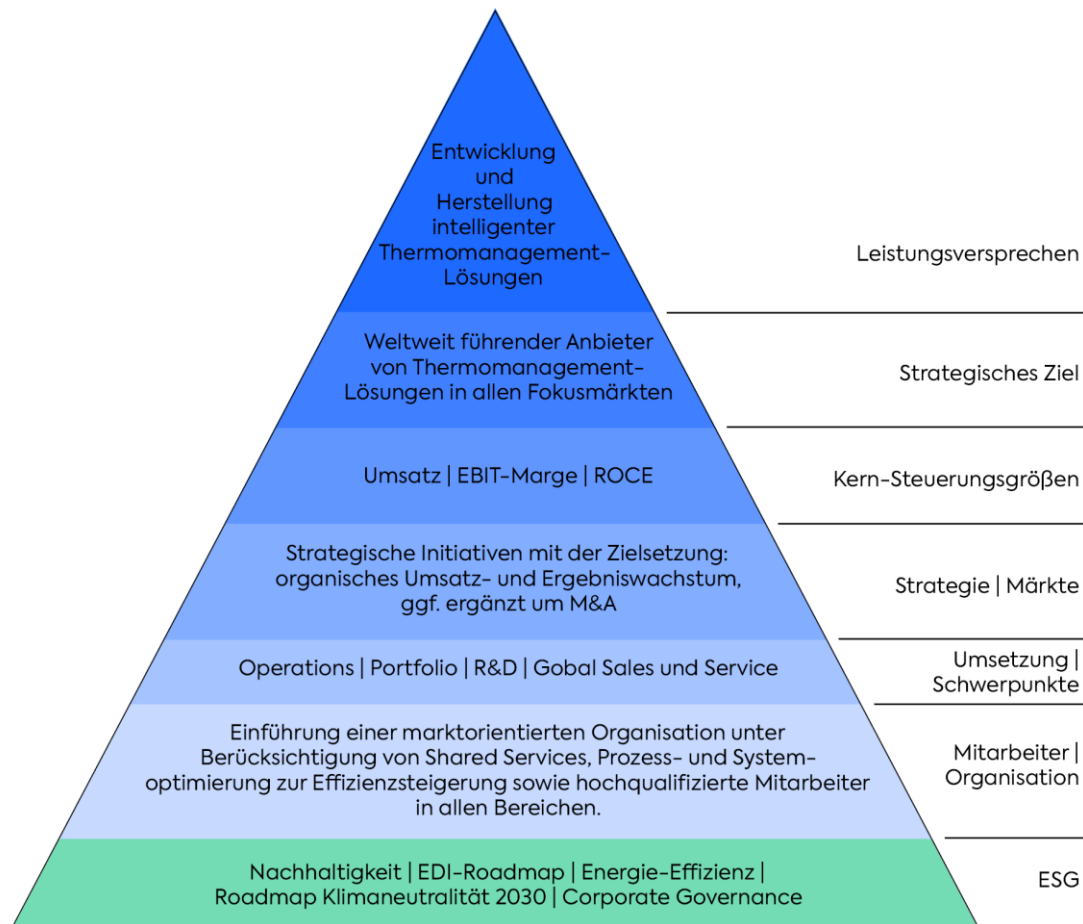 Entwicklung
und
Herstellung
intelligenter
Thermomanagement-
Lösungen
Leistungsversprechen
Weltweit führender Anbieter
von Thermomanagement-
Lösungen in allen Fokusmärkten
Strategisches Ziel
Umsatz | EBIT-Marge | ROCE
Kern-Steuerungsgrößen
Strategische Initiativen mit der Zielsetzung:
organisches Umsatz- und Ergebniswachstum,
ggf. ergänzt um M&A
Strategie | Märkte
Operations | Portfolio | R&D | Gobal Sales und Service
Umsetzung |
Schwerpunkte
Einführung einer marktorientierten Organisation unter
Berücksichtigung von Shared Services, Prozess- und System-
optimierung zur Effizienzsteigerung sowie hochqualifizierte Mitarbeiter
in allen Bereichen.
Mitarbeiter |
Organisation
Nachhaltigkeit | EDI-Roadmap | Energie-Effizienz |
Roadmap Klimaneutralität 2030 | Corporate Governance
ESG